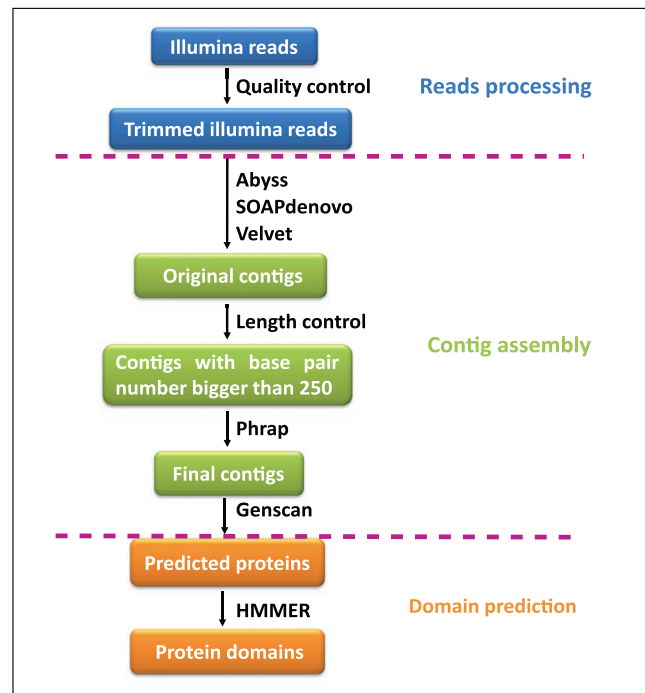 Illumina reads
Quality control
Reads processing
Trimmed illumina reads
Abyss
SOAPdenovo
Velvet
Original contigs
Length control
Contig assembly
Contigs with base pair
number bigger than 250
Phrap
Final contigs
Genscan
Predicted proteins
HMMER
Domain prediction
Protein domains